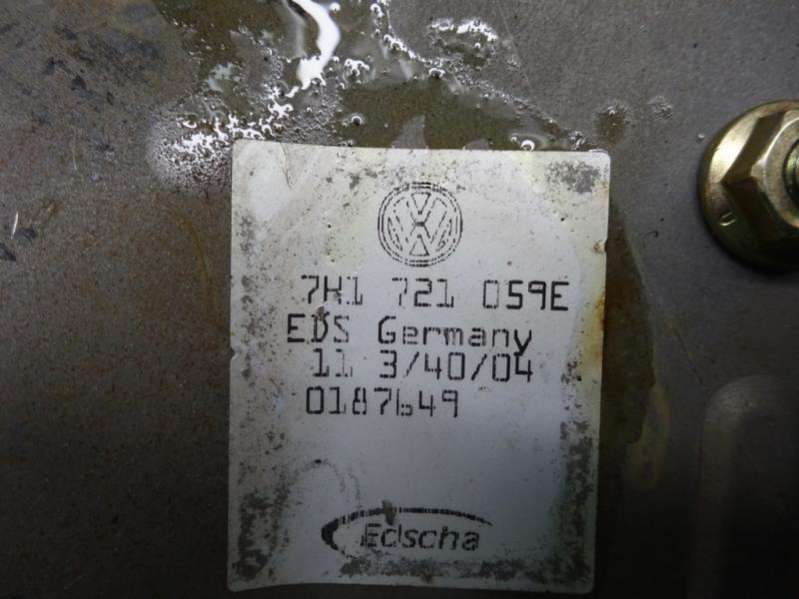 7H1 721 059E
EDS Germany
11 3/40/04
0187649
Edscha